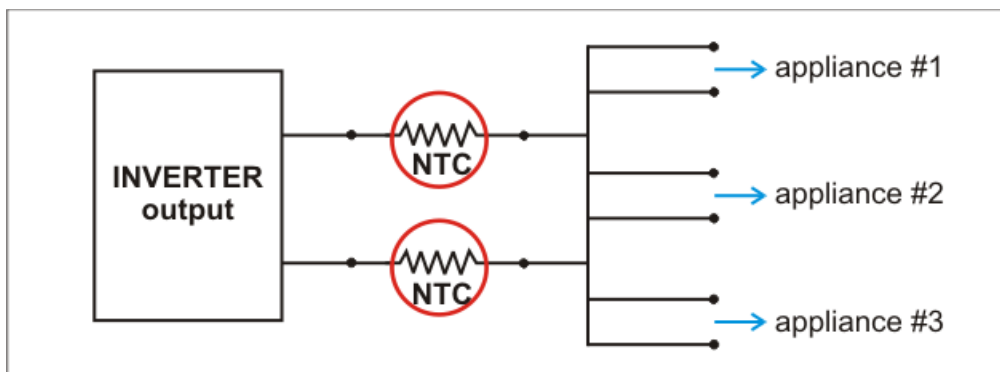 appliance #1
INVERTER
output
NTC
appliance #2
NTC
appliance #3